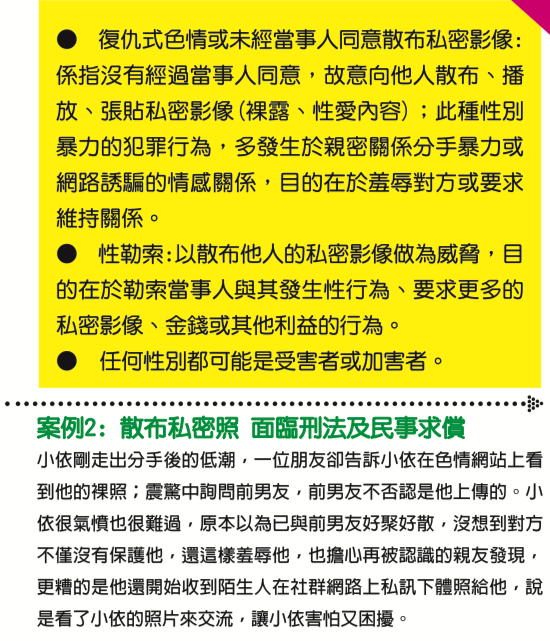 ● 復仇式色情或未經當事人同意散布私密影像:
係指沒有經過當事人同意，故意向他人散布、播
放、張貼私密影像(裸露、性愛內容)；此種性別
暴力的犯罪行為，多發生於親密關係分手暴力或
網路誘騙的情感關係，目的在於羞辱對方或要求
維持關係。
● 性勒索:以散布他人的私密影像做為威脅，目
的在於勒索當事人與其發生性行為、要求更多的
私密影像、金錢或其他利益的行為。
● 任何性別都可能是受害者或加害者。
案例2: 散布私密照 面臨刑法及民事求償
小依剛走出分手後的低潮，一位朋友卻告訴小依在色情網站上看
到他的裸照；震驚中詢問前男友，前男友不否認是他上傳的。小
依很氣憤也很難過，原本以為已與前男友好聚好散，沒想到對方
不僅沒有保護他，還這樣羞辱他，也擔心再被認識的親友發現，
更糟的是他還開始收到陌生人在社群網路上私訊下體照給他，說
是看了小依的照片來交流，讓小依害怕又困擾。